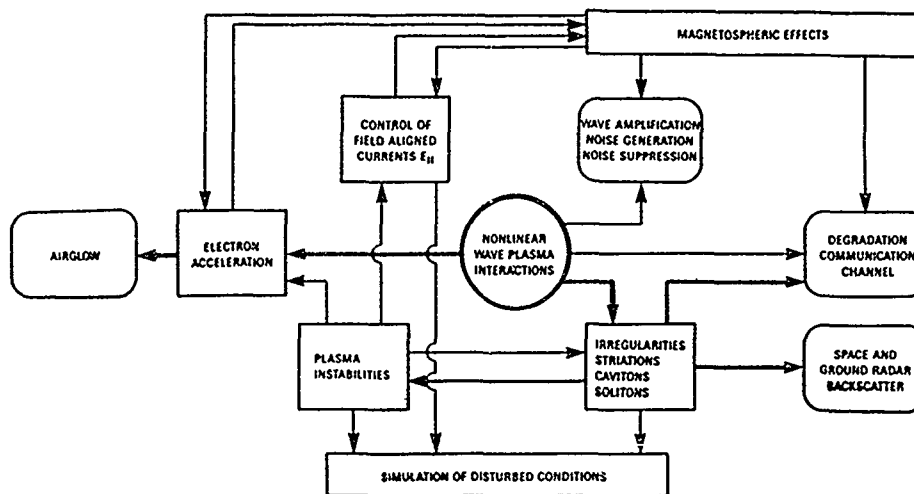 MAGNETOSPHERIC EFFECTS
CONTROL OF
FIELD ALIGNED
CURRENTS E||
WAVE AMPLIFICATION
NOISE GENERATION
NOISE SUPPRESSION
AIRGLOW
ELECTRON
ACCELERATION
NONLINEAR
WAVE PLASMA
INTERACTIONS
DEGRADATION
COMMUNICATION
CHANNEL
PLASMA
INSTABILITIES
IRREGULARITIES
STRIATIONS
CAVITONS
SOLITONS
SPACE AND
GROUND RADAR
BACKSCATTER
SIMULATION OF DISTURBED CONDITIONS